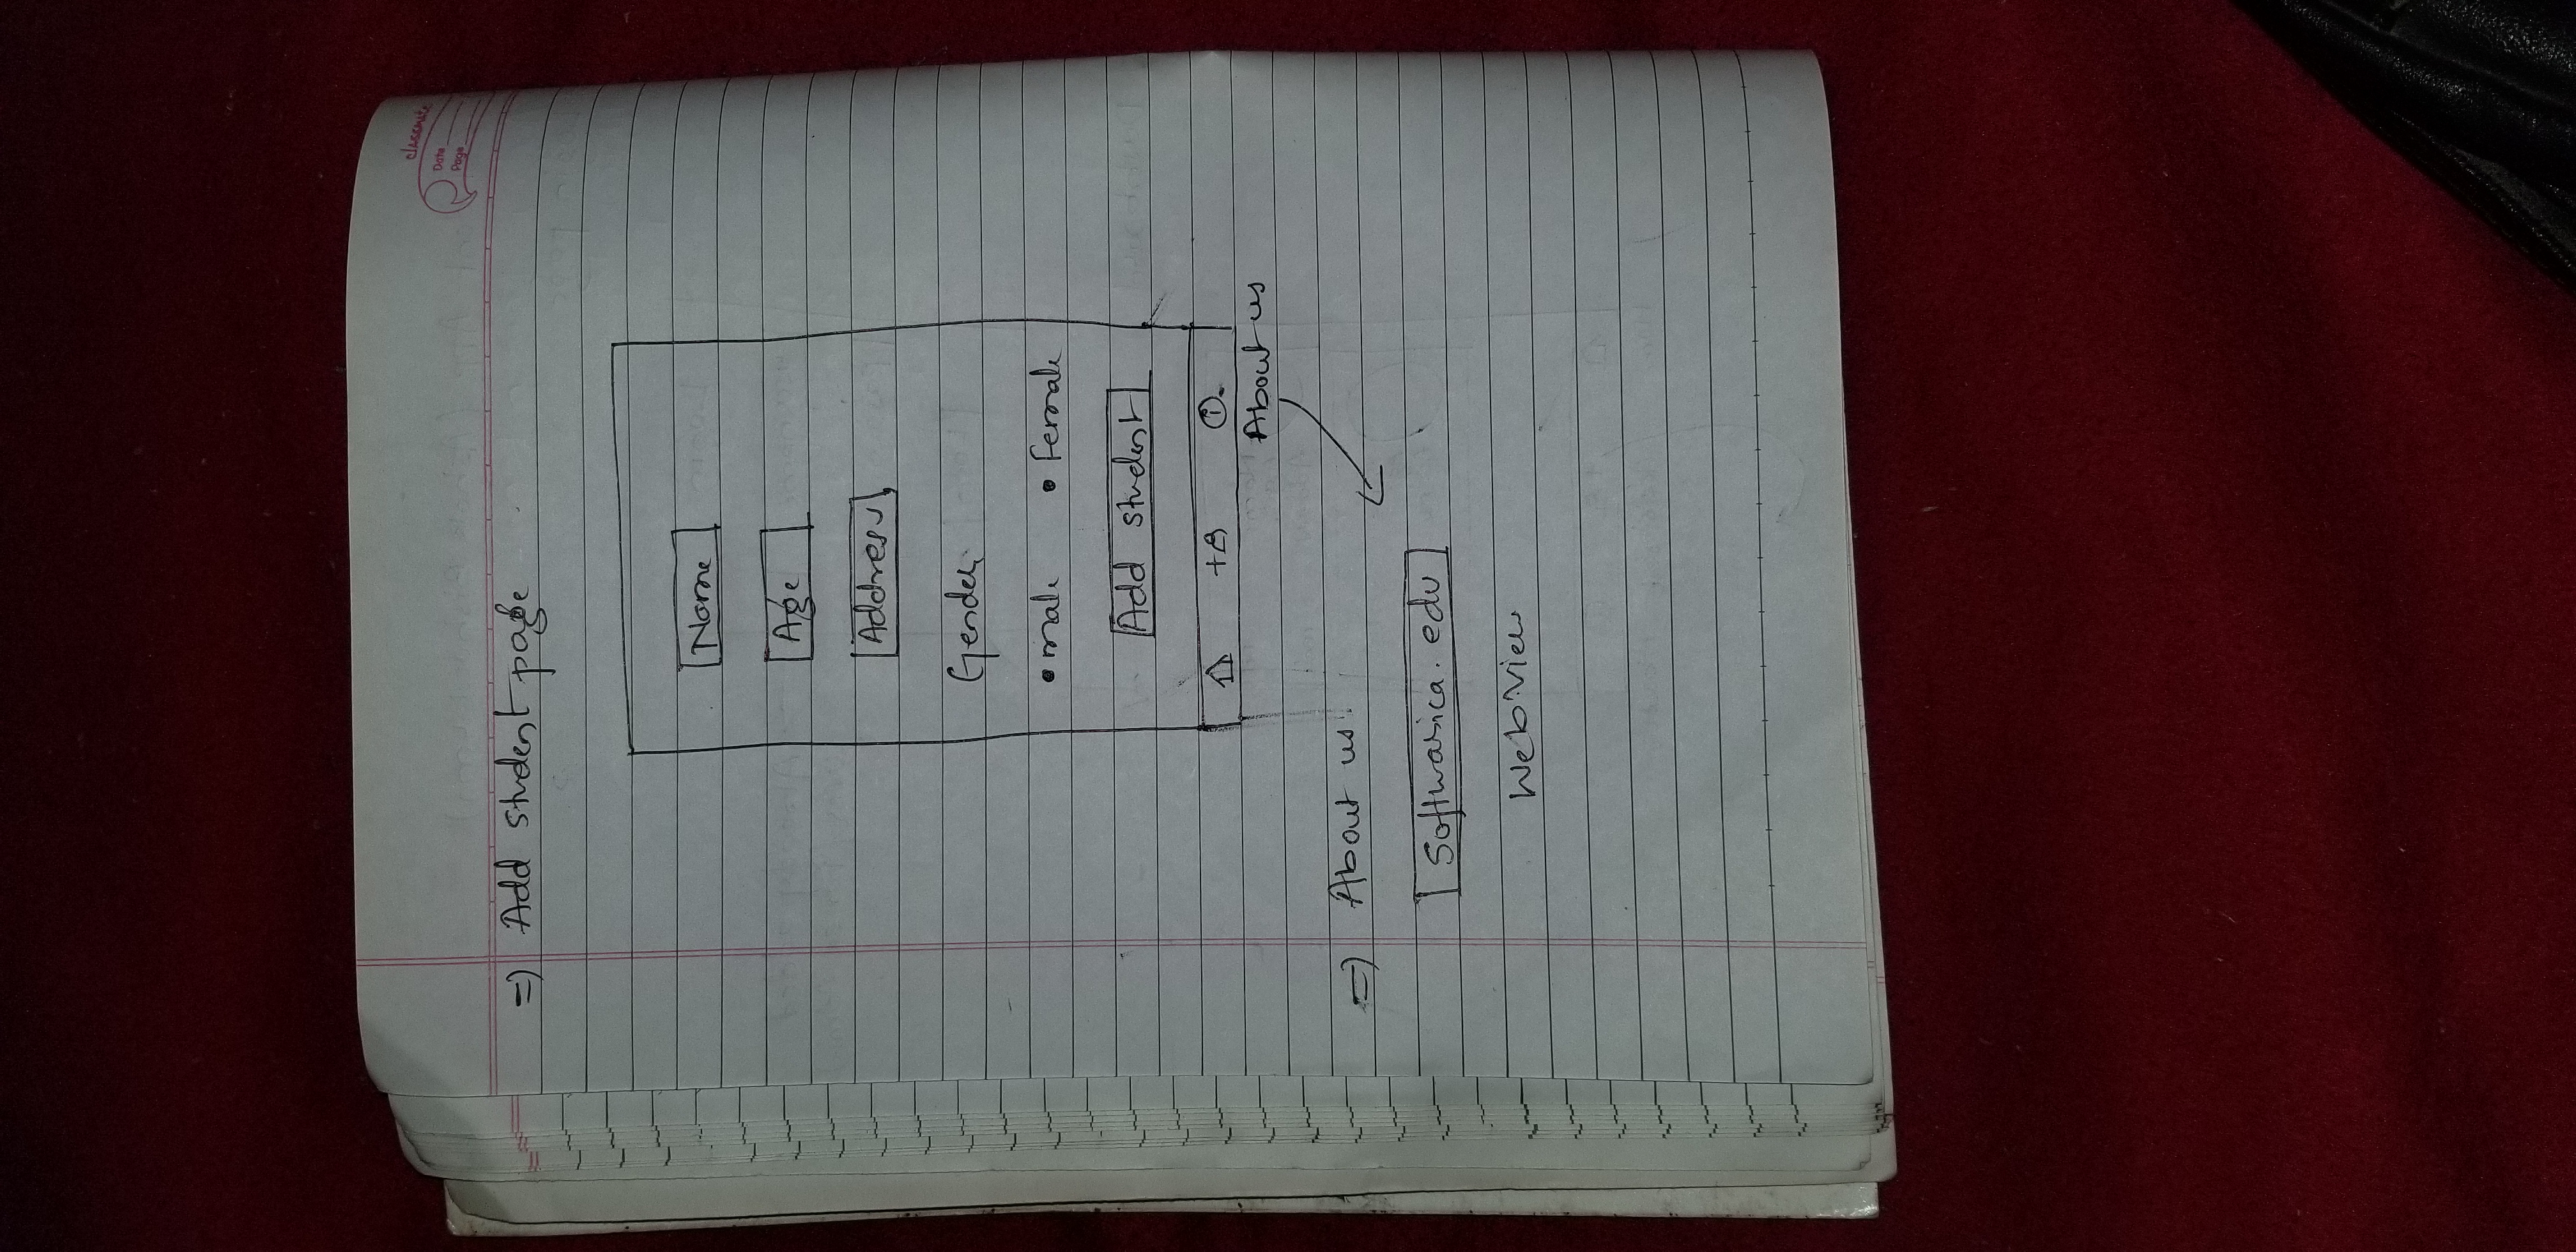 classmate
Date
Page
=) Add student page
Name
Age
Address
Gender
• male • Female
Add student
+ i
About us
=) About us
Softwarica. edu
WebView